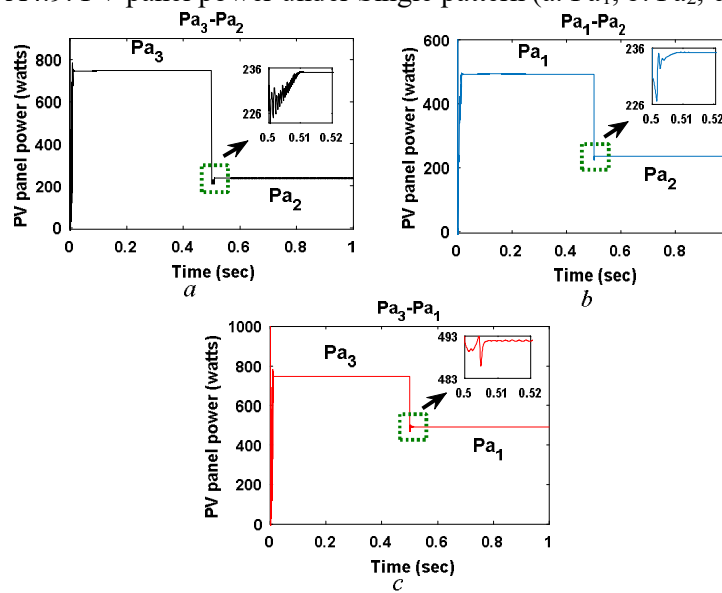 PV panel power under Single pattern (a. Pa1, b. Pa2,
Pa3-Pa2
PV panel power (watts)
800
600
400
200
0
Pa3
236
226
0.5 0.51 0.52
Pa2
0 0.2 0.4 0.6 0.8 1
Time (sec)
a
Pa1-Pa2
PV panel power (watts)
600
400
200
0
Pa1
236
226
0.5 0.51 0.52
Pa2
0 0.2 0.4 0.6 0.8
Time (sec)
b
Pa3-Pa1
PV panel power (watts)
1000
800
600
400
200
0
Pa3
493
483
0.5 0.51 0.52
Pa1
0 0.2 0.4 0.6 0.8 1
Time (sec)
c